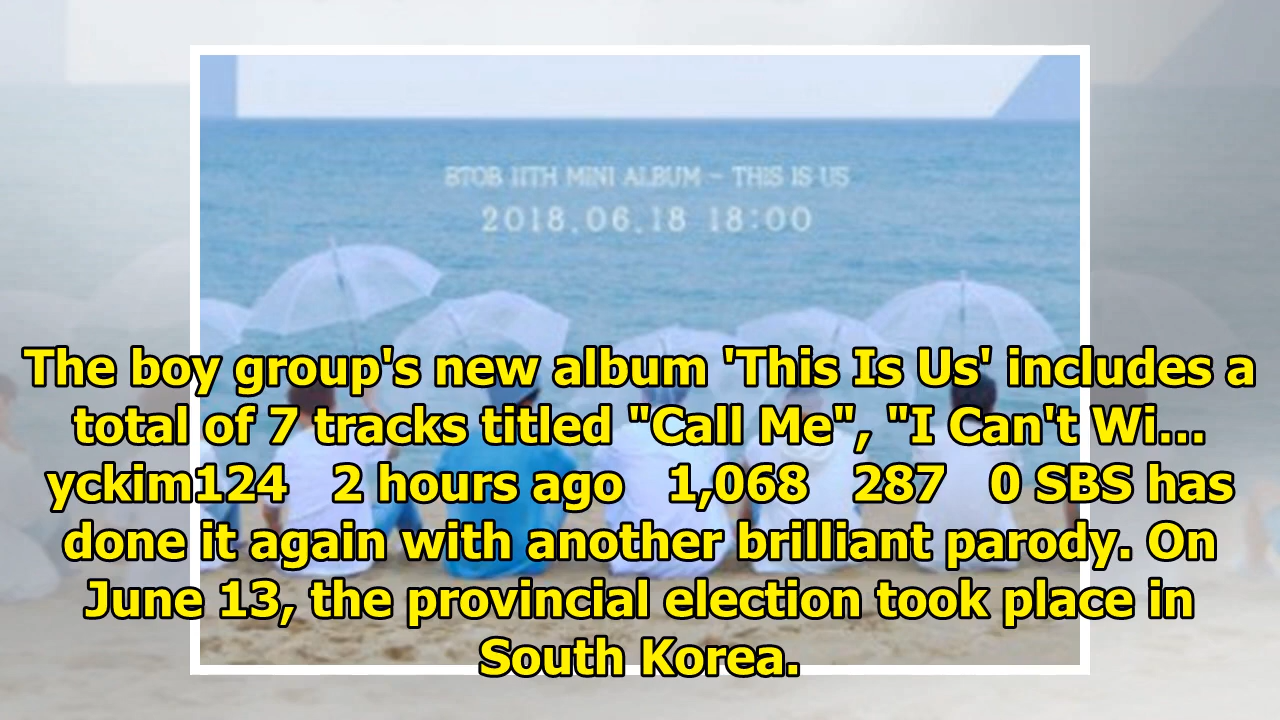 BTOB 11TH MINI ALBUM - THIS IS US
2018.06.18 18:00
The boy group's new album 'This Is Us' includes a
total of 7 tracks titled "Call Me", "I Can't Wi...
yckim124 2 hours ago 1,068 287 0 SBS has
done it again with another brilliant parody. On
June 13, the provincial election took place in
South Korea.